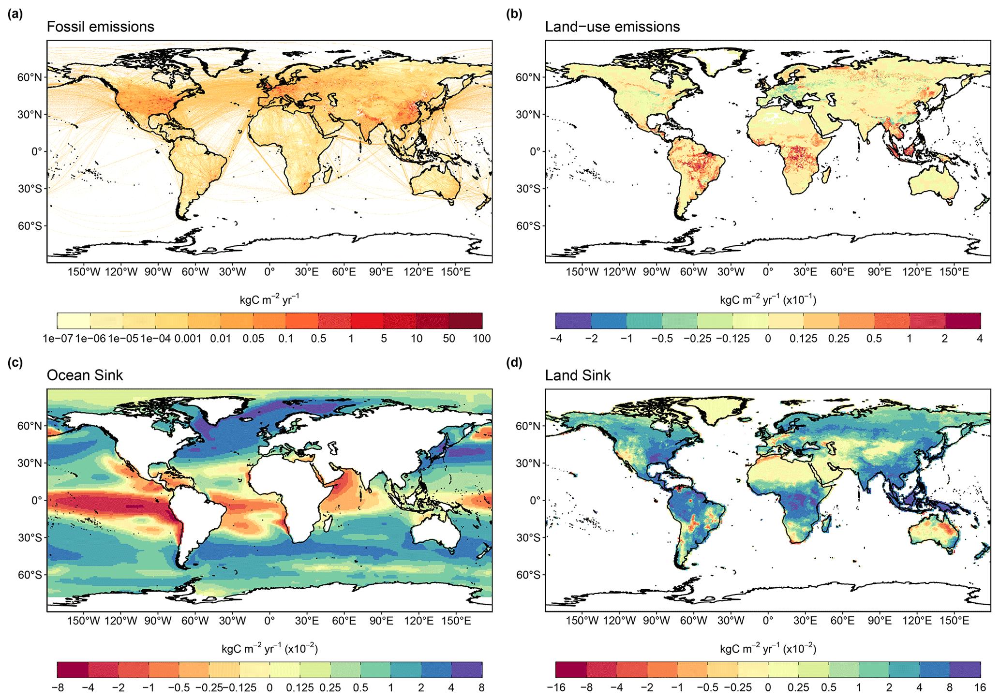 (a)
Fossil emissions
60°N
30°N
0°
30°S
60°S
150°W 120°W 90°W 60°W 30°W 0° 30°E 60°E 90°E 120°E 150°E
kgC m⁻² yr⁻¹
1e−07 1e−06 1e−05 1e−04 0.001 0.01 0.05 0.1 0.5 1 5 10 50 100
(b)
Land−use emissions
60°N
30°N
0°
30°S
60°S
150°W 120°W 90°W 60°W 30°W 0° 30°E 60°E 90°E 120°E 150°E
kgC m⁻² yr⁻¹ (x10⁻¹)
−4 −2 −1 −0.5 −0.25 −0.125 0 0.125 0.25 0.5 1 2 4
(c)
Ocean Sink
60°N
30°N
0°
30°S
60°S
150°W 120°W 90°W 60°W 30°W 0° 30°E 60°E 90°E 120°E 150°E
kgC m⁻² yr⁻¹ (x10⁻²)
−8 −4 −2 −1 −0.5 −0.25 −0.125 0 0.125 0.25 0.5 1 2 4 8
(d)
Land Sink
60°N
30°N
0°
30°S
60°S
150°W 120°W 90°W 60°W 30°W 0° 30°E 60°E 90°E 120°E 150°E
kgC m⁻² yr⁻¹ (x10⁻²)
−16 −8 −4 −2 −1 −0.5 −0.25 0 0.25 0.5 1 2 4 8 16